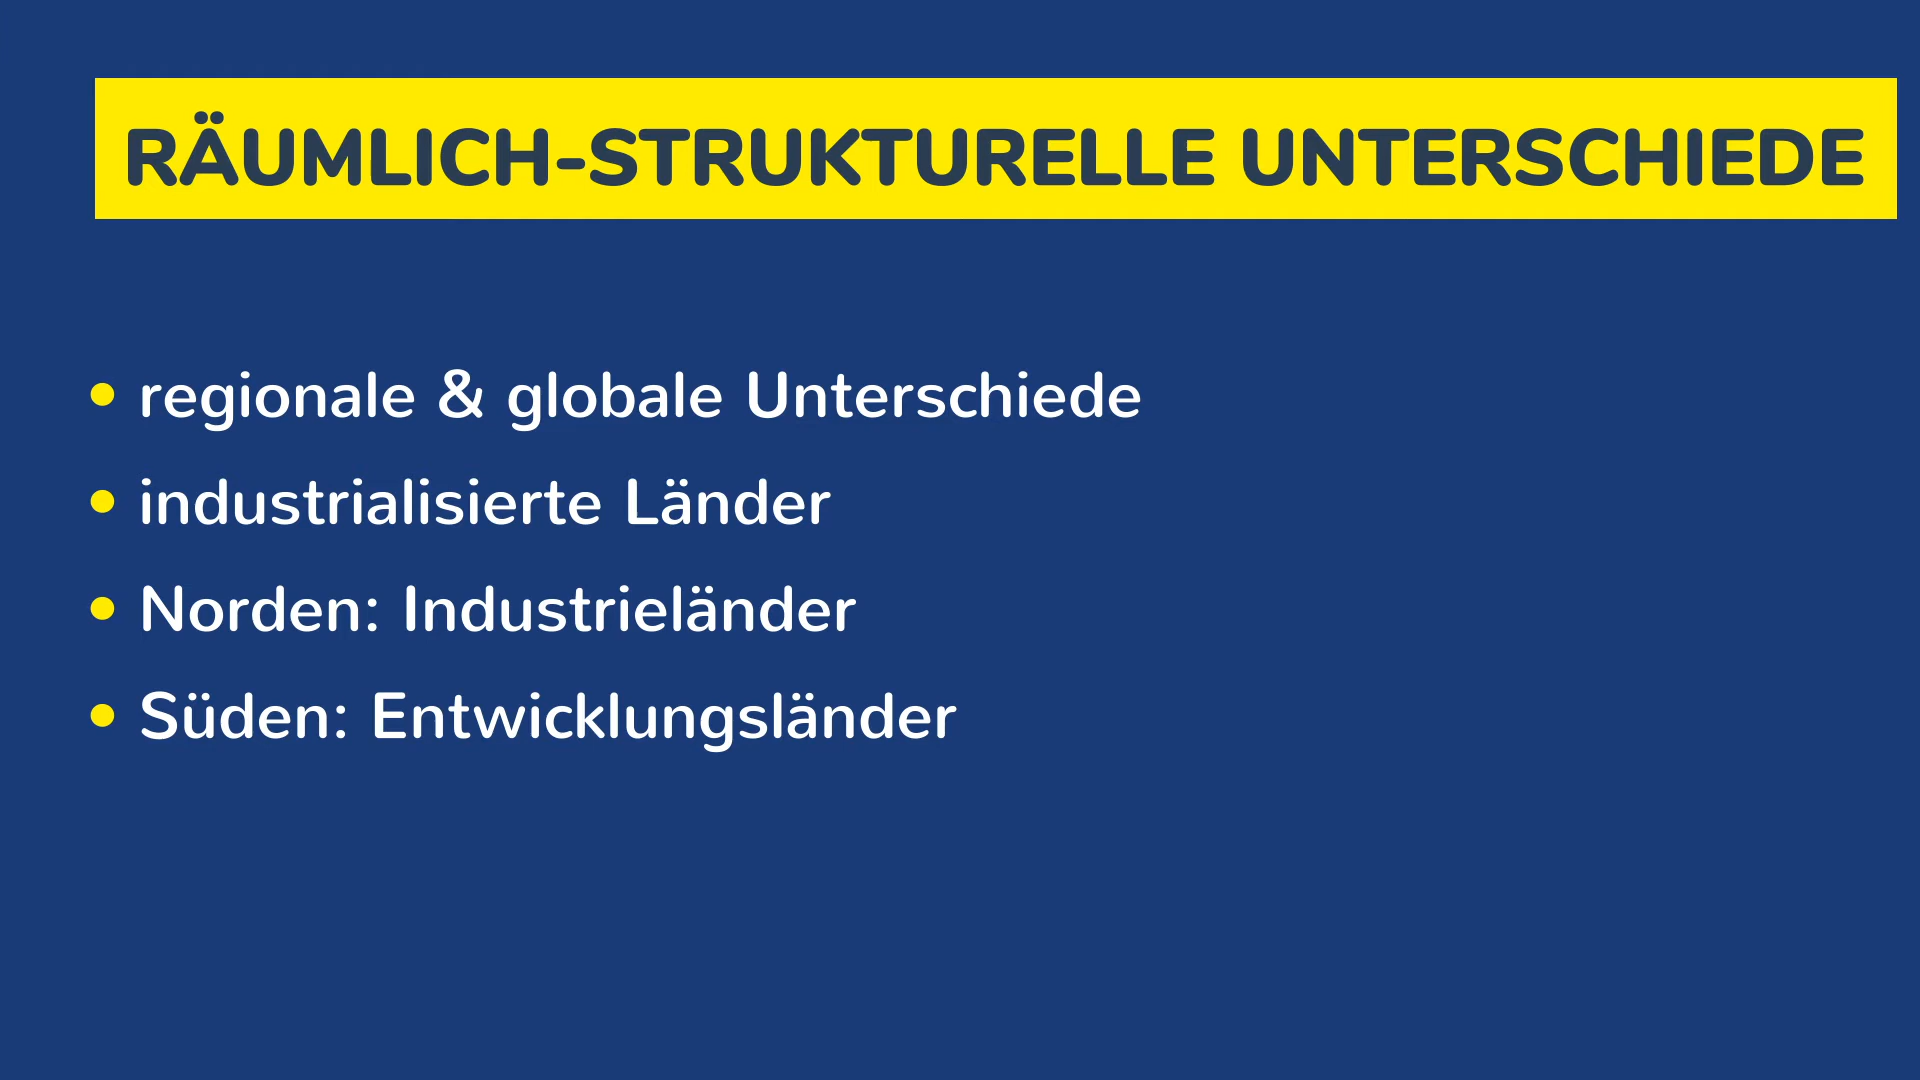 RÄUMLICH-STRUKTURELLE UNTERSCHIEDE
• regionale & globale Unterschiede
• industrialisierte Länder
• Norden: Industrieländer
• Süden: Entwicklungsländer